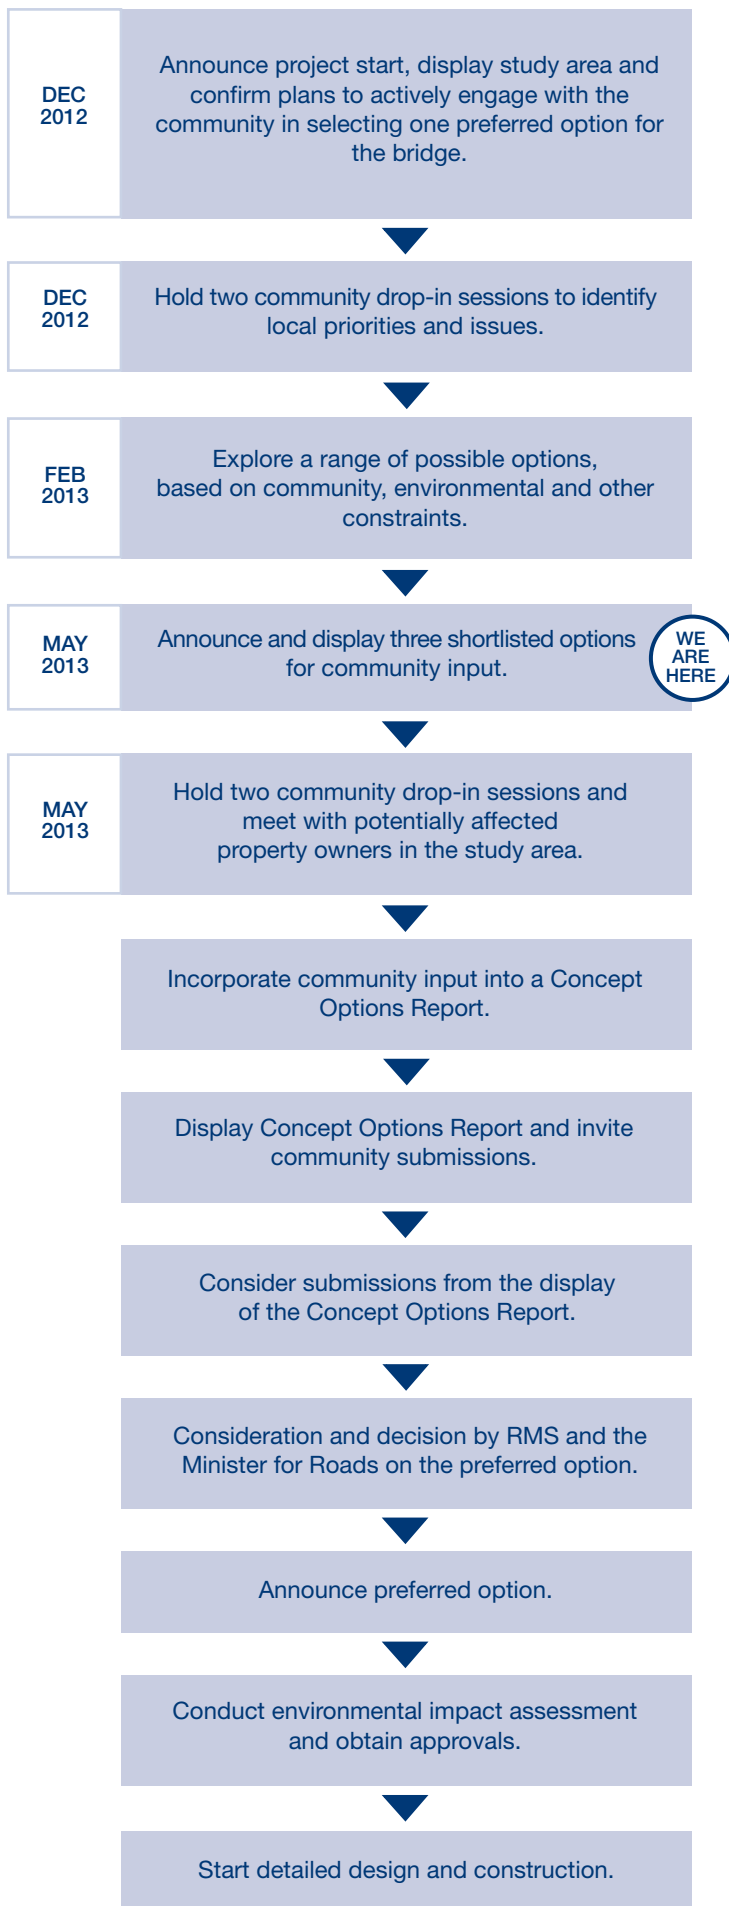 DEC
2012
Announce project start, display study area and
confirm plans to actively engage with the
community in selecting one preferred option for
the bridge.
DEC
2012
Hold two community drop-in sessions to identify
local priorities and issues.
FEB
2013
Explore a range of possible options,
based on community, environmental and other
constraints.
MAY
2013
Announce and display three shortlisted options
for community input.
WE
ARE
HERE
MAY
2013
Hold two community drop-in sessions and
meet with potentially affected
property owners in the study area.
Incorporate community input into a Concept
Options Report.
Display Concept Options Report and invite
community submissions.
Consider submissions from the display
of the Concept Options Report.
Consideration and decision by RMS and the
Minister for Roads on the preferred option.
Announce preferred option.
Conduct environmental impact assessment
and obtain approvals.
Start detailed design and construction.